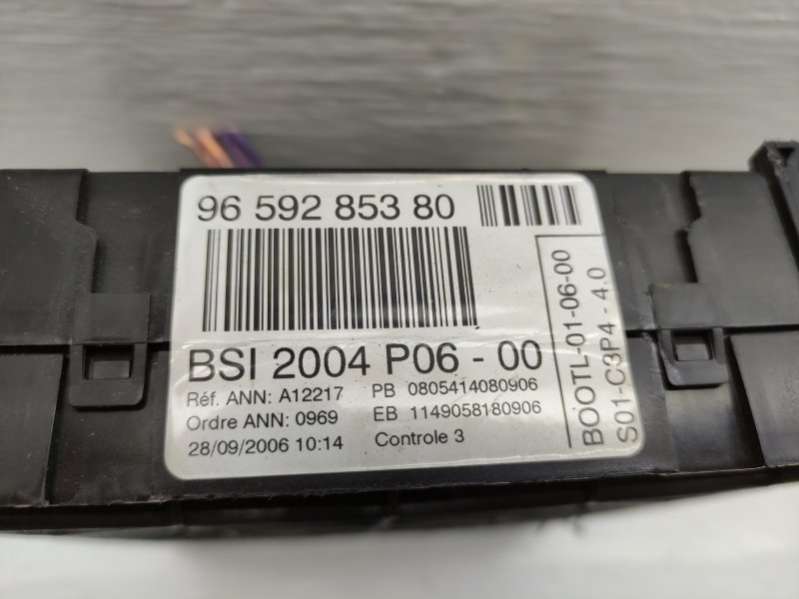 96 592 853 80
BSI 2004 P06 - 00
Réf. ANN: A12217 PB 0805414080906
Ordre ANN: 0969 EB 1149058180906
28/09/2006 10:14 Controle 3
BOOTL-01-06-00
S01-C3P4 - 4.0